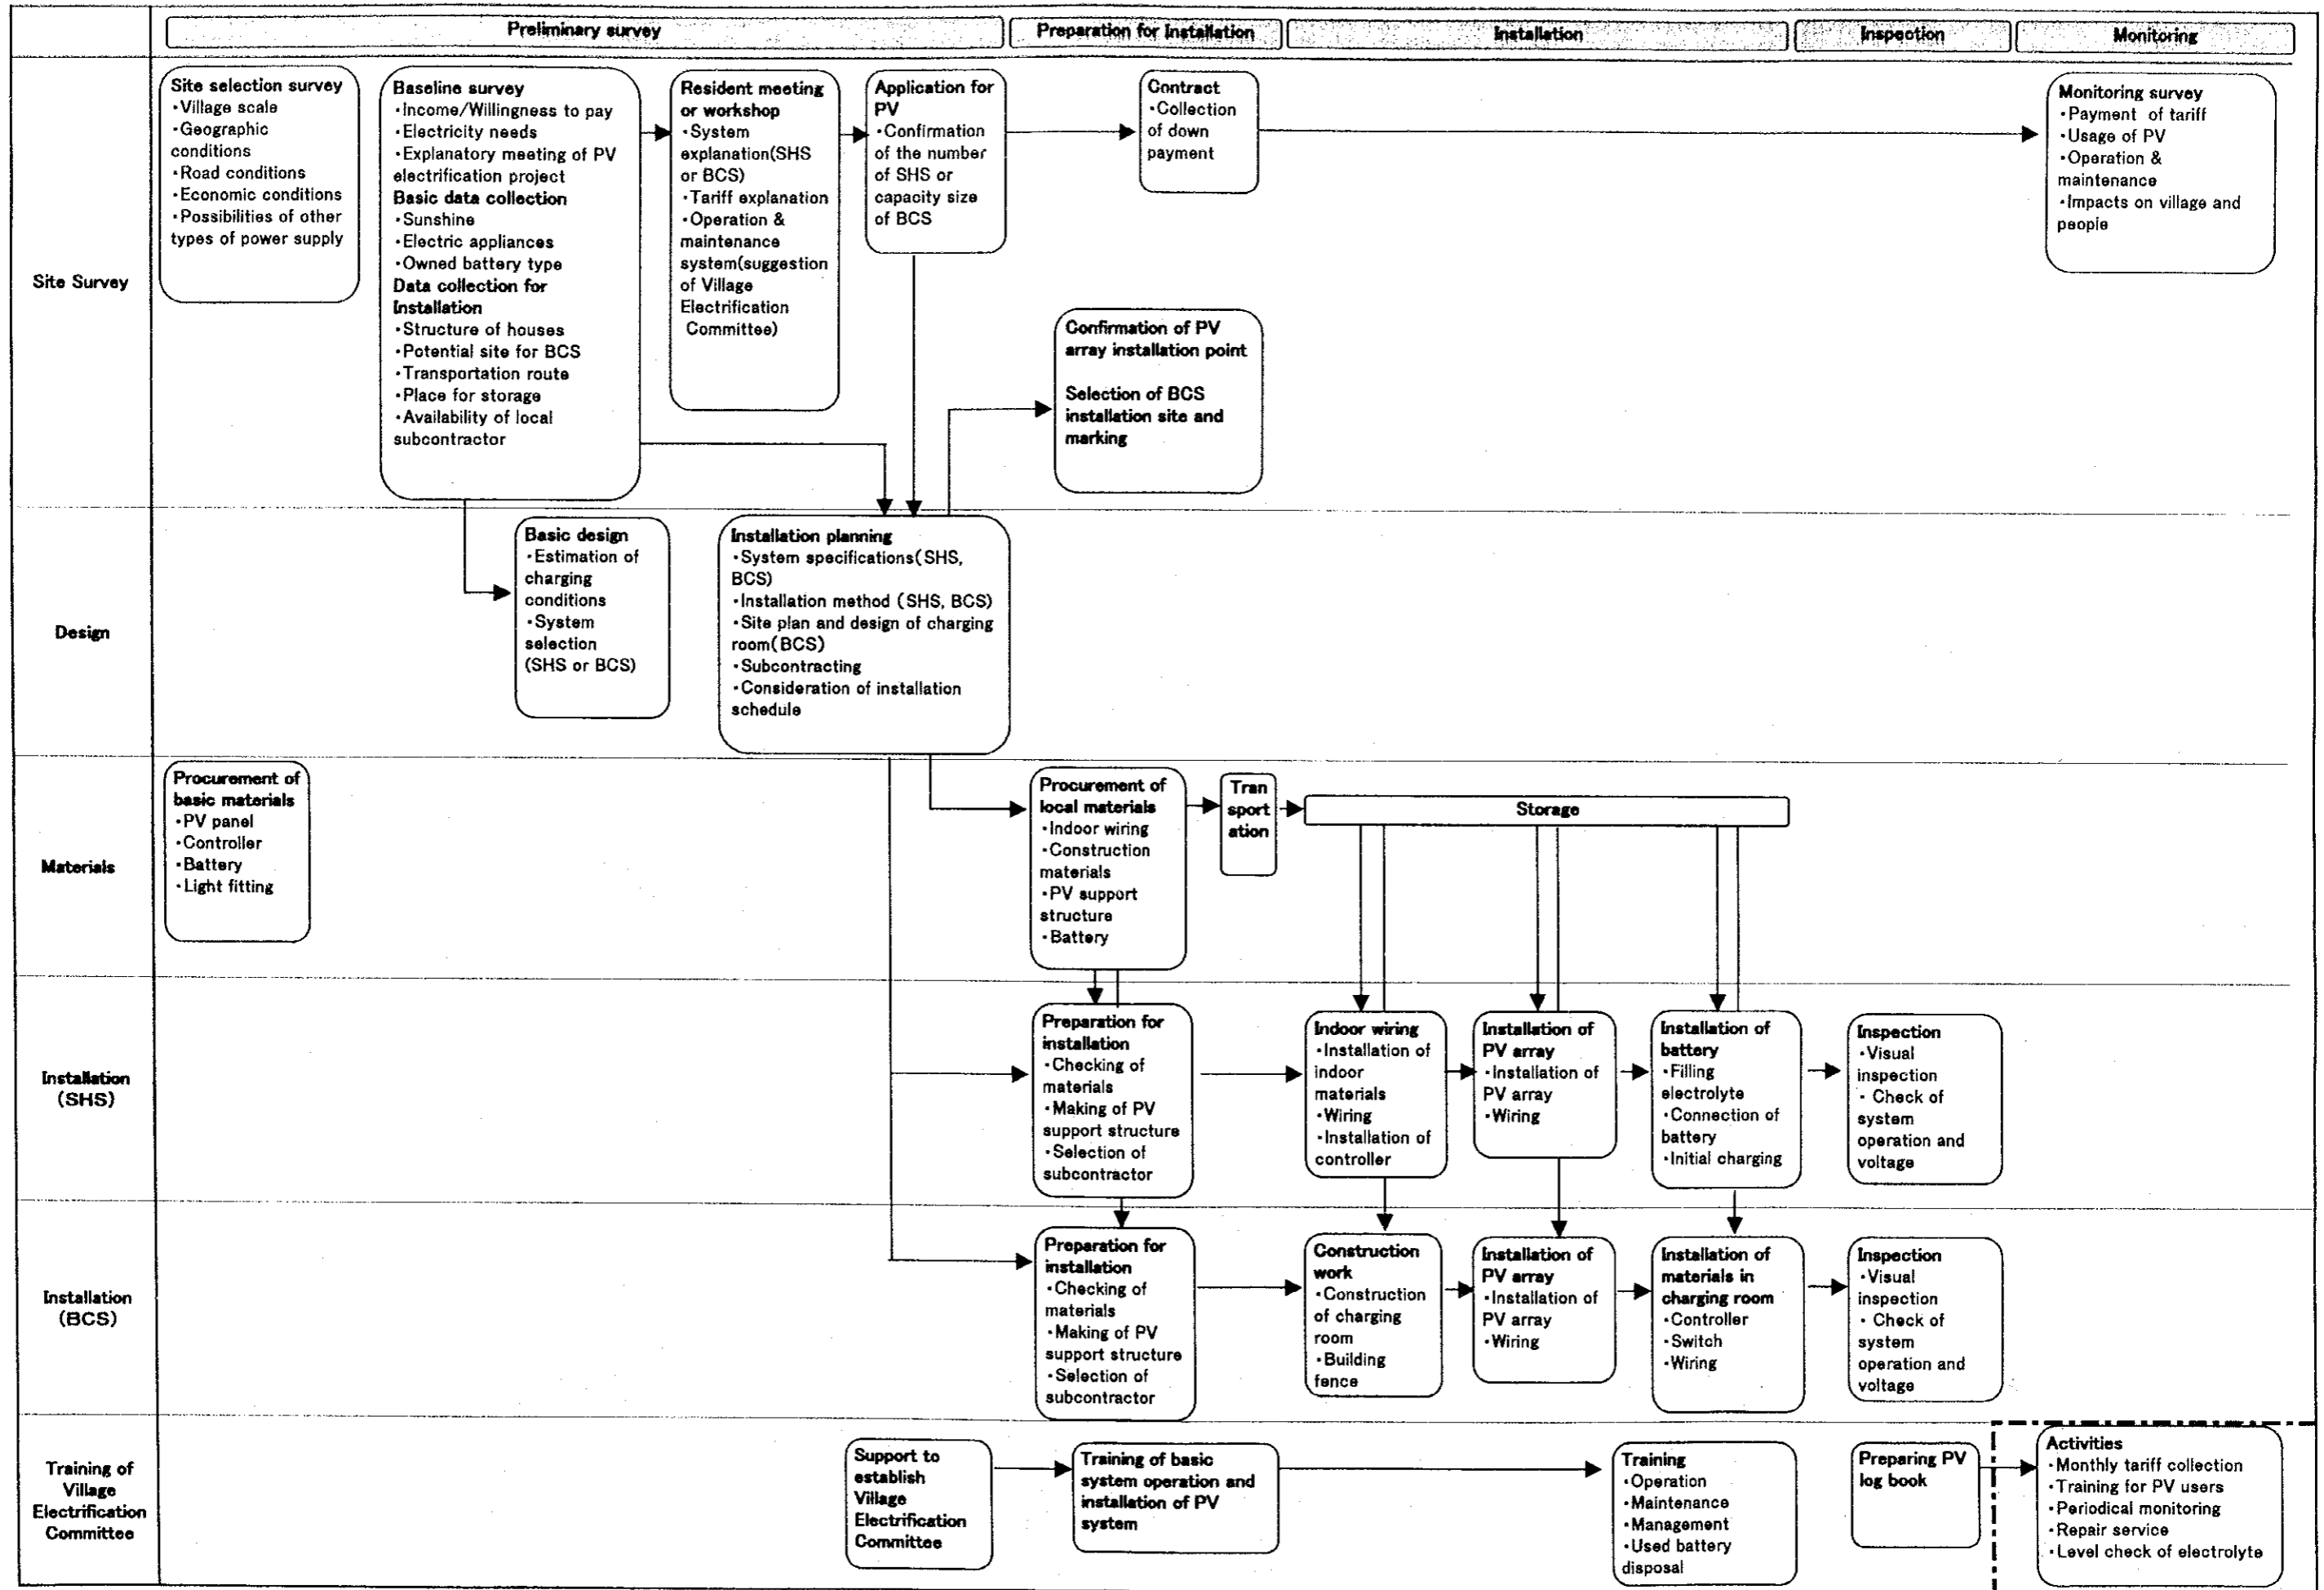 Preliminary survey
Preparation for Installation
Installation
Inspection
Monitoring
Site Survey
Site selection survey
・Village scale
・Geographic
conditions
・Road conditions
・Economic conditions
・Possibilities of other
types of power supply
Baseline survey
・Income/Willingness to pay
・Electricity needs
・Explanatory meeting of PV
electrification project
Basic data collection
・Sunshine
・Electric appliances
・Owned battery type
Data collection for
Installation
・Structure of houses
・Potential site for BCS
・Transportation route
・Place for storage
・Availability of local
subcontractor
Resident meeting
or workshop
・System
explanation(SHS
or BCS)
・Tariff explanation
・Operation &
maintenance
system(suggestion
of Village
Electrification
Committee)
Application for
PV
・Confirmation
of the number
of SHS or
capacity size
of BCS
Contract
・Collection
of down
payment
Confirmation of PV
array installation point
Selection of BCS
installation site and
marking
Monitoring survey
・Payment of tariff
・Usage of PV
・Operation &
maintenance
・Impacts on village and
people
Design
Basic design
・Estimation of
charging
conditions
・System
selection
(SHS or BCS)
Installation planning
・System specifications(SHS,
BCS)
・Installation method (SHS, BCS)
・Site plan and design of charging
room(BCS)
・Subcontracting
・Consideration of installation
schedule
Materials
Procurement of
basic materials
・PV panel
・Controller
・Battery
・Light fitting
Procurement of
local materials
・Indoor wiring
・Construction
materials
・PV support
structure
・Battery
Tran
sport
ation
Storage
Installation
(SHS)
Preparation for
installation
・Checking of
materials
・Making of PV
support structure
・Selection of
subcontractor
Indoor wiring
・Installation of
indoor
materials
・Wiring
・Installation of
controller
Installation of
PV array
・Installation of
PV array
・Wiring
Installation of
battery
・Filling
electrolyte
・Connection of
battery
・Initial charging
Inspection
・Visual
inspection
・Check of
system
operation and
voltage
Installation
(BCS)
Preparation for
installation
・Checking of
materials
・Making of PV
support structure
・Selection of
subcontractor
Construction
work
・Construction
of charging
room
・Building
fence
Installation of
PV array
・Installation of
PV array
・Wiring
Installation of
materials in
charging room
・Controller
・Switch
・Wiring
Inspection
・Visual
inspection
・Check of
system
operation and
voltage
Training of
Village
Electrification
Committee
Support to
establish
Village
Electrification
Committee
Training of basic
system operation and
installation of PV
system
Training
・Operation
・Maintenance
・Management
・Used battery
disposal
Preparing PV
log book
Activities
・Monthly tariff collection
・Training for PV users
・Periodical monitoring
・Repair service
・Level check of electrolyte